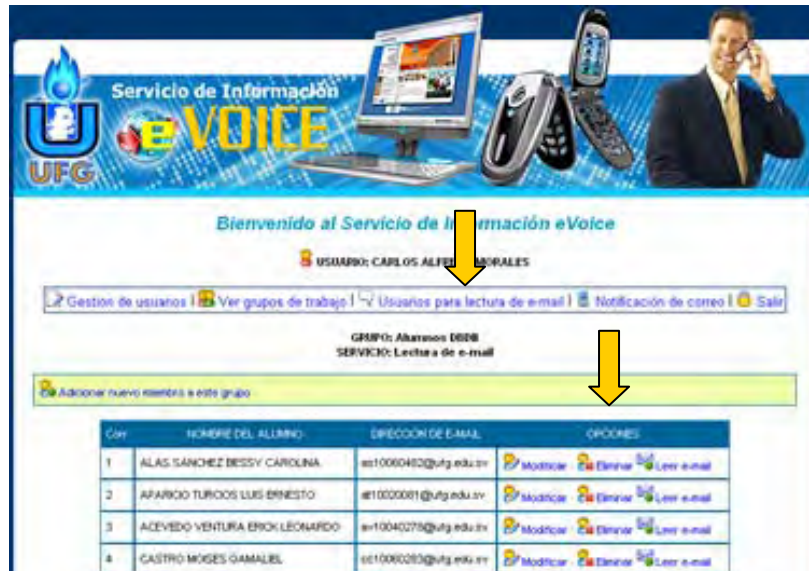 Servicio de Información
eVOICE
UFG
Bienvenido al Servicio de Información eVoice
USUARIO: CARLOS ALFREDO MORALES
Gestion de usuarios | Ver grupos de trabajo | Usuarios para lectura de e-mail | Notificación de correo | Salir
GRUPO: Alumnos
SERVICIO: Lectura de e-mail
Adicionar nuevo miembro a este grupo
Corr NOMBRE DEL ALUMNO DIRECCION DE E-MAIL OPCIONES
1 ALAS SANCHEZ BESSY CAROLINA Modificar Eliminar Leer e-mail
2 APARICIO TURCIOS LUIS ERNESTO Modificar Eliminar Leer e-mail
3 ACEVEDO VENTURA ERICK LEONARDO Modificar Eliminar Leer e-mail
4 CASTRO MOISES GAMALIEL Modificar Eliminar Leer e-mail